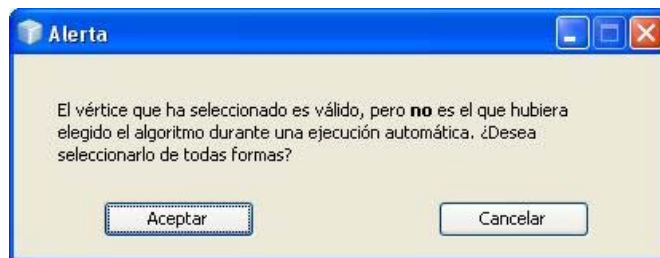 Alerta
El vértice que ha seleccionado es válido, pero no es el que hubiera
elegido el algoritmo durante una ejecución automática. ¿Desea
seleccionarlo de todas formas?
Aceptar Cancelar